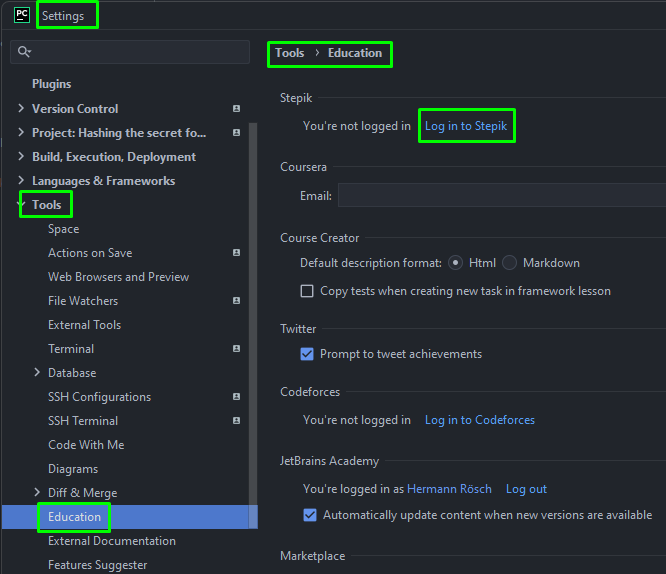 PC Settings
Plugins
Version Control
Project: Hashing the secret fo...
Build, Execution, Deployment
Languages & Frameworks
Tools
Space
Actions on Save
Web Browsers and Preview
File Watchers
External Tools
Terminal
Database
SSH Configurations
SSH Terminal
Code With Me
Diagrams
Diff & Merge
Education
External Documentation
Features Suggester
Tools › Education
Stepik
You're not logged in Log in to Stepik
Coursera
Email:
Course Creator
Default description format: Html Markdown
Copy tests when creating new task in framework lesson
Twitter
Prompt to tweet achievements
Codeforces
You're not logged in Log in to Codeforces
JetBrains Academy
You're logged in as Hermann Rösch Log out
Automatically update content when new versions are available
Marketplace